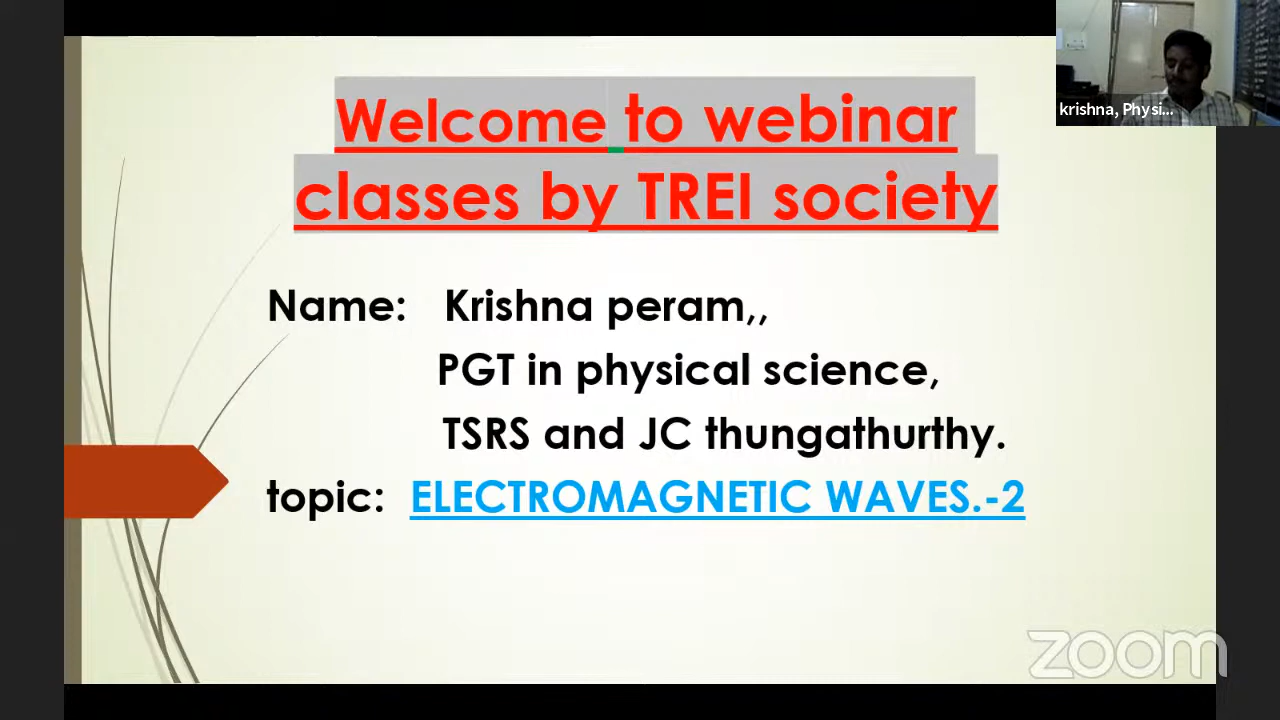 Welcome to webinar
classes by TREI society
krishna, Physi...
Name: Krishna peram,,
PGT in physical science,
TSRS and JC thungathurthy.
topic: ELECTROMAGNETIC WAVES.-2
zoom